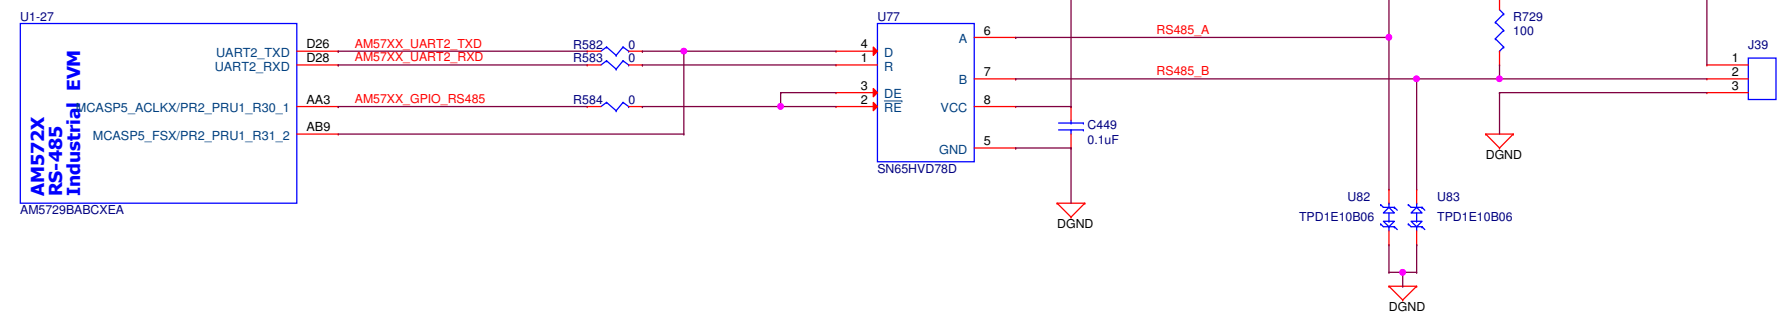 U1-27
UART2_TXD
D26
AM57XX_UART2_TXD
R582
0
UART2_RXD
D28
AM57XX_UART2_RXD
R583
0
MCASP5_ACLKX/PR2_PRU1_R30_1
AA3
AM57XX_GPIO_RS485
R584
0
MCASP5_FSX/PR2_PRU1_R31_2
AB9
AM572X
RS-485
Industrial EVM
AM5729BABCXEA
U77
4
D
1
R
3
DE
2
RE
A
6
RS485_A
B
7
RS485_B
VCC
8
GND
5
SN65HVD78D
C449
0.1uF
DGND
R729
100
J39
1
2
3
DGND
U82
TPD1E10B06
U83
TPD1E10B06
DGND